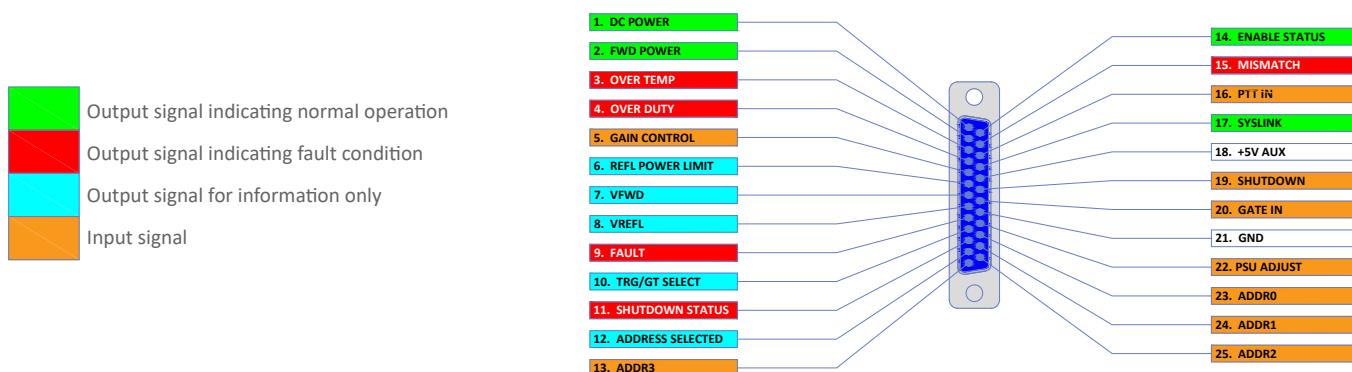 Output signal indicating normal operation
Output signal indicating fault condition
Output signal for information only
Input signal
1. DC POWER
2. FWD POWER
3. OVER TEMP
4. OVER DUTY
5. GAIN CONTROL
6. REFL POWER LIMIT
7. VFWD
8. VREFL
9. FAULT
10. TRG/GT SELECT
11. SHUTDOWN STATUS
12. ADDRESS SELECTED
13. ADDR3
14. ENABLE STATUS
15. MISMATCH
16. PTT iN
17. SYSLINK
18. +5V AUX
19. SHUTDOWN
20. GATE IN
21. GND
22. PSU ADJUST
23. ADDR0
24. ADDR1
25. ADDR2